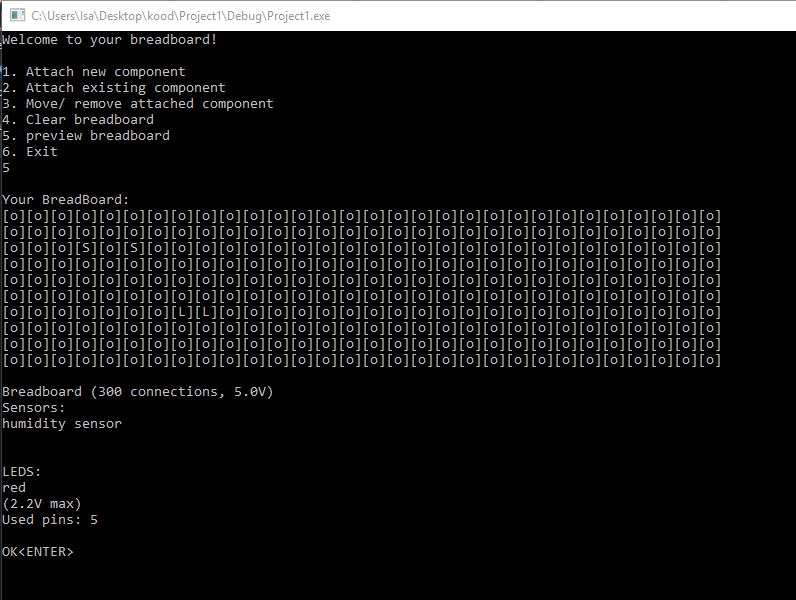 C:\Users\lsa\Desktop\kood\Project1\Debug\Project1.exe
Welcome to your breadboard!
1. Attach new component
2. Attach existing component
3. Move/ remove attached component
4. Clear breadboard
5. preview breadboard
6. Exit
5
Your BreadBoard:
[o][o][o][o][o][o][o][o][o][o][o][o][o][o][o][o][o][o][o][o][o][o][o][o][o][o][o][o][o][o]
[o][o][o][o][o][o][o][o][o][o][o][o][o][o][o][o][o][o][o][o][o][o][o][o][o][o][o][o][o][o]
[o][o][o][S][o][S][o][o][o][o][o][o][o][o][o][o][o][o][o][o][o][o][o][o][o][o][o][o][o][o]
[o][o][o][o][o][o][o][o][o][o][o][o][o][o][o][o][o][o][o][o][o][o][o][o][o][o][o][o][o][o]
[o][o][o][o][o][o][o][o][o][o][o][o][o][o][o][o][o][o][o][o][o][o][o][o][o][o][o][o][o][o]
[o][o][o][o][o][o][o][o][o][o][o][o][o][o][o][o][o][o][o][o][o][o][o][o][o][o][o][o][o][o]
[o][o][o][o][o][o][o][L][L][o][o][o][o][o][o][o][o][o][o][o][o][o][o][o][o][o][o][o][o][o]
[o][o][o][o][o][o][o][o][o][o][o][o][o][o][o][o][o][o][o][o][o][o][o][o][o][o][o][o][o][o]
[o][o][o][o][o][o][o][o][o][o][o][o][o][o][o][o][o][o][o][o][o][o][o][o][o][o][o][o][o][o]
[o][o][o][o][o][o][o][o][o][o][o][o][o][o][o][o][o][o][o][o][o][o][o][o][o][o][o][o][o][o]
Breadboard (300 connections, 5.0V)
Sensors:
humidity sensor
LEDS:
red
(2.2V max)
Used pins: 5
OK<ENTER>